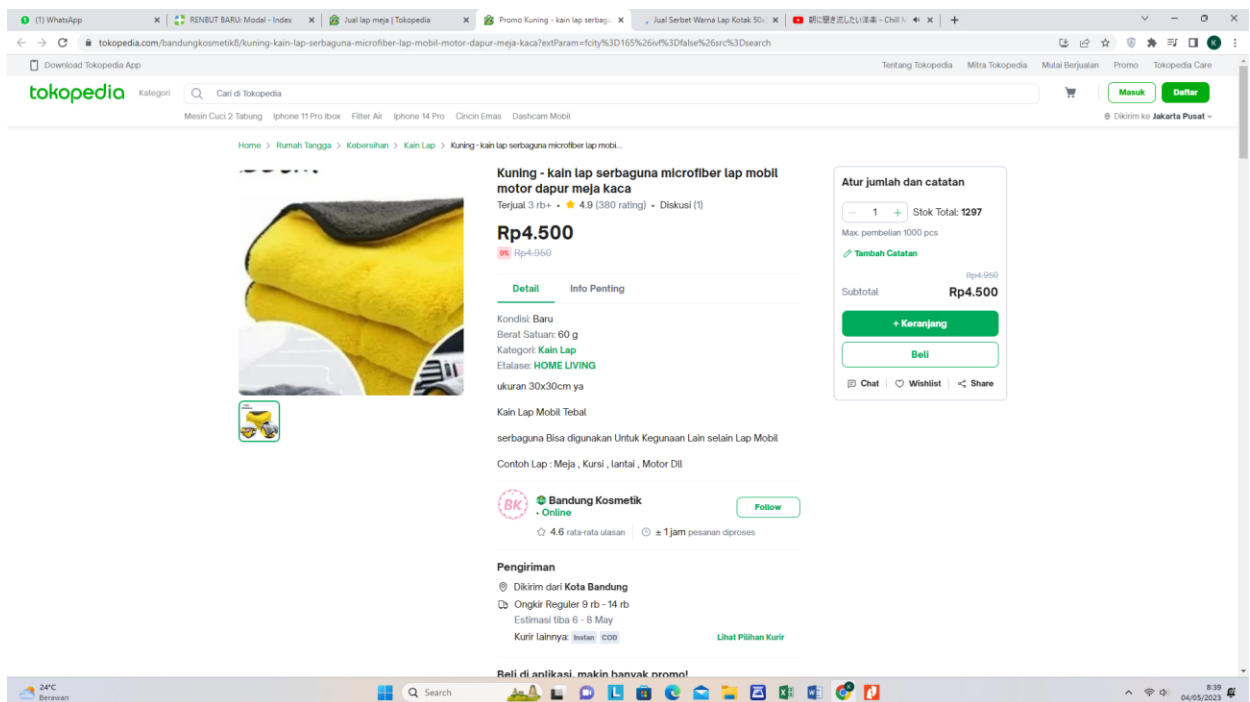 (1) WhatsApp
RENBUT BARU: Modal - Index
Jual lap meja | Tokopedia
Promo Kuning - kain lap serbagu
Jual Serbet Warna Lap Kotak 50
朝に聴き流したい洋楽 - Chill
tokopedia.com/bandungkosmetik8/kuning-kain-lap-serbaguna-microfiber-lap-mobil-motor-dapur-meja-kaca?extParam=fcity%3D165%26ivf%3Dfalse%26src%3Dsearch
K
Download Tokopedia App
Tentang Tokopedia Mitra Tokopedia Mulai Berjualan Promo Tokopedia Care
tokopedia
Kategori
Cari di Tokopedia
Masuk
Daftar
Mesin Cuci 2 Tabung Iphone 11 Pro Ibox Filter Air Iphone 14 Pro Cincin Emas Dashcam Mobil
Dikirim ke Jakarta Pusat
Home > Rumah Tangga > Kebersihan > Kain Lap > Kuning - kain lap serbaguna microfiber lap mobi...
Kuning - kain lap serbaguna microfiber lap mobil
motor dapur meja kaca
Terjual 3 rb+ • 4.9 (380 rating) • Diskusi (1)
Rp4.500
9% Rp4.950
Detail Info Penting
Kondisi: Baru
Berat Satuan: 60 g
Kategori: Kain Lap
Etalase: HOME LIVING
ukuran 30x30cm ya
Kain Lap Mobil Tebal
serbaguna Bisa digunakan Untuk Kegunaan Lain selain Lap Mobil
Contoh Lap : Meja , Kursi , lantai , Motor Dll
BK
Bandung Kosmetik
• Online
Follow
4.6 rata-rata ulasan
± 1 jam pesanan diproses
Pengiriman
Dikirim dari Kota Bandung
Ongkir Reguler 9 rb - 14 rb
Estimasi tiba 6 - 8 May
Kurir lainnya: Instan COD
Lihat Pilihan Kurir
Beli di aplikasi, makin banyak promo!
Atur jumlah dan catatan
− 1 + Stok Total: 1297
Max. pembelian 1000 pcs
Tambah Catatan
Rp4.950
Subtotal Rp4.500
+ Keranjang
Beli
Chat Wishlist Share
24°C
Berawan
Search
8:39
04/05/2023